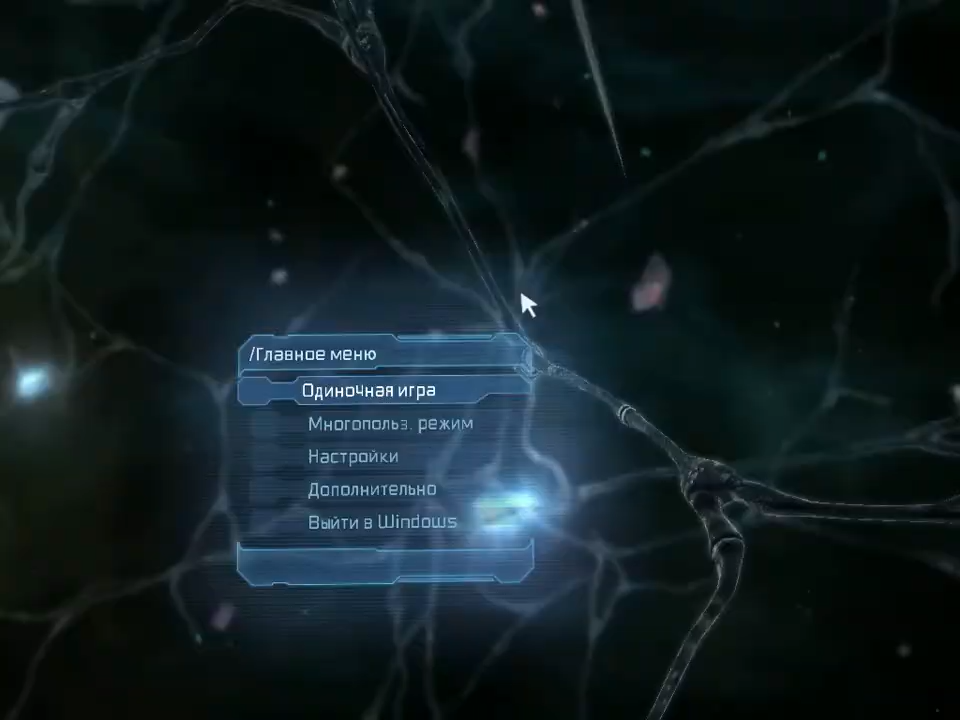 /Главное меню
Одиночная игра
Многопольз. режим
Настройки
Дополнительно
Выйти в Windows